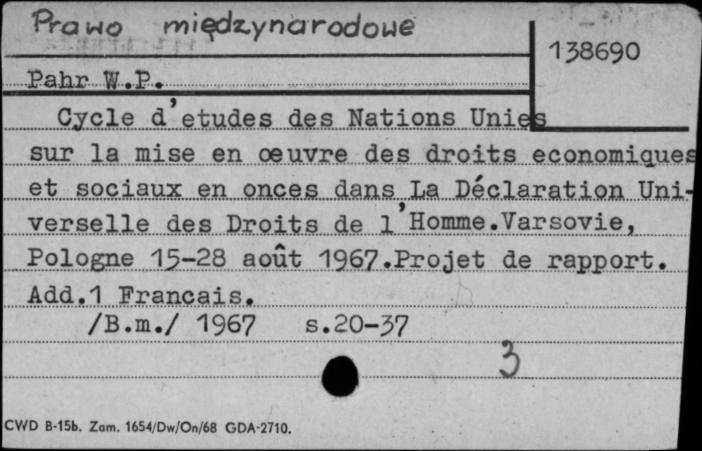 Prawo międzynarodowe
138690
Pahr W.P.
Cycle d'etudes des Nations Unies
sur la mise en œuvre des droits economiques
et sociaux en onces dans La Déclaration Uni-
verselle des Droits de l'Homme.Varsovie,
Pologne 15-28 août 1967.Projet de rapport.
Add.1 Francais.
/B.m./ 1967 s.20-37
3
CWD B-15b. Zam. 1654/Dw/On/68 GDA-2710.